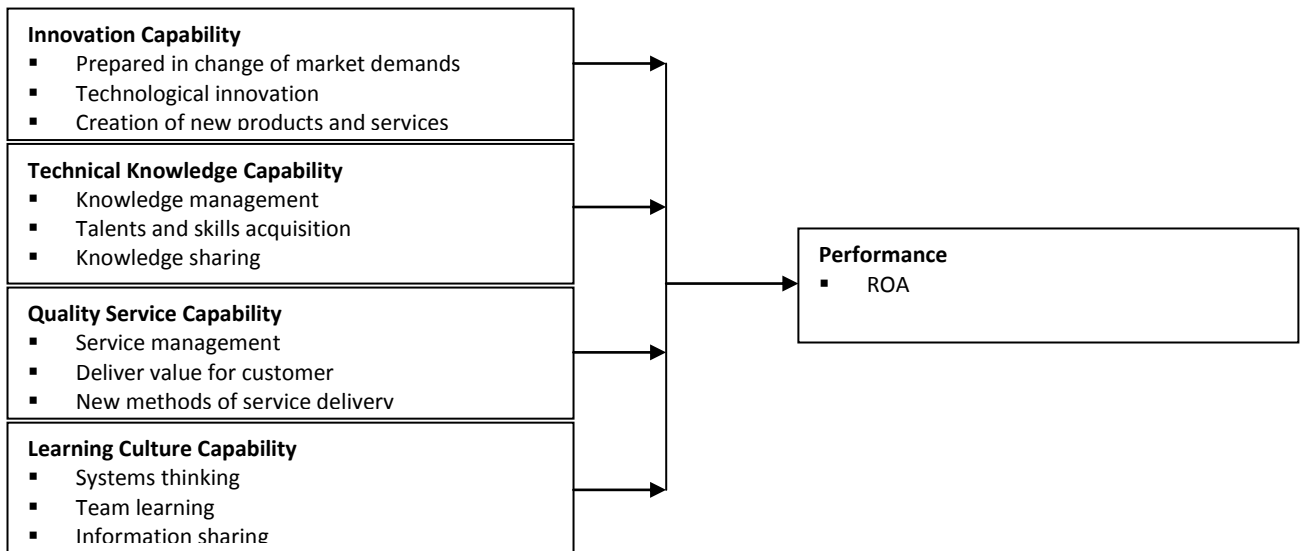 Innovation Capability
▪ Prepared in change of market demands
▪ Technological innovation
▪ Creation of new products and services
Technical Knowledge Capability
▪ Knowledge management
▪ Talents and skills acquisition
▪ Knowledge sharing
Quality Service Capability
▪ Service management
▪ Deliver value for customer
▪ New methods of service delivery
Learning Culture Capability
▪ Systems thinking
▪ Team learning
▪ Information sharing
Performance
▪ ROA